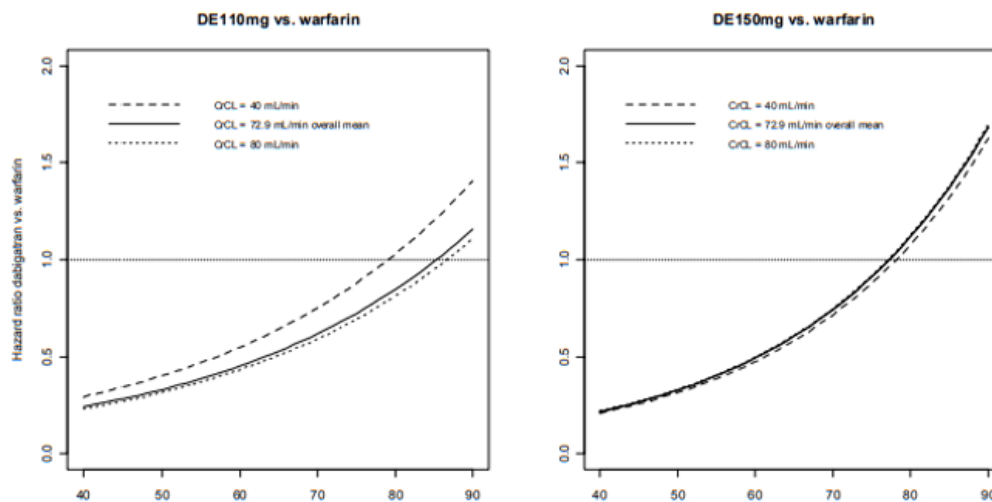 DE110mg vs. warfarin
DE150mg vs. warfarin
Hazard ratio dabigatran vs. warfarin
2.0
1.5
1.0
0.5
0.0
CrCL = 40 mL/min
CrCL = 72.9 mL/min overall mean
CrCL = 80 mL/min
40 50 60 70 80 90
2.0
1.5
1.0
0.5
0.0
CrCL = 40 mL/min
CrCL = 72.9 mL/min overall mean
CrCL = 80 mL/min
40 50 60 70 80 90